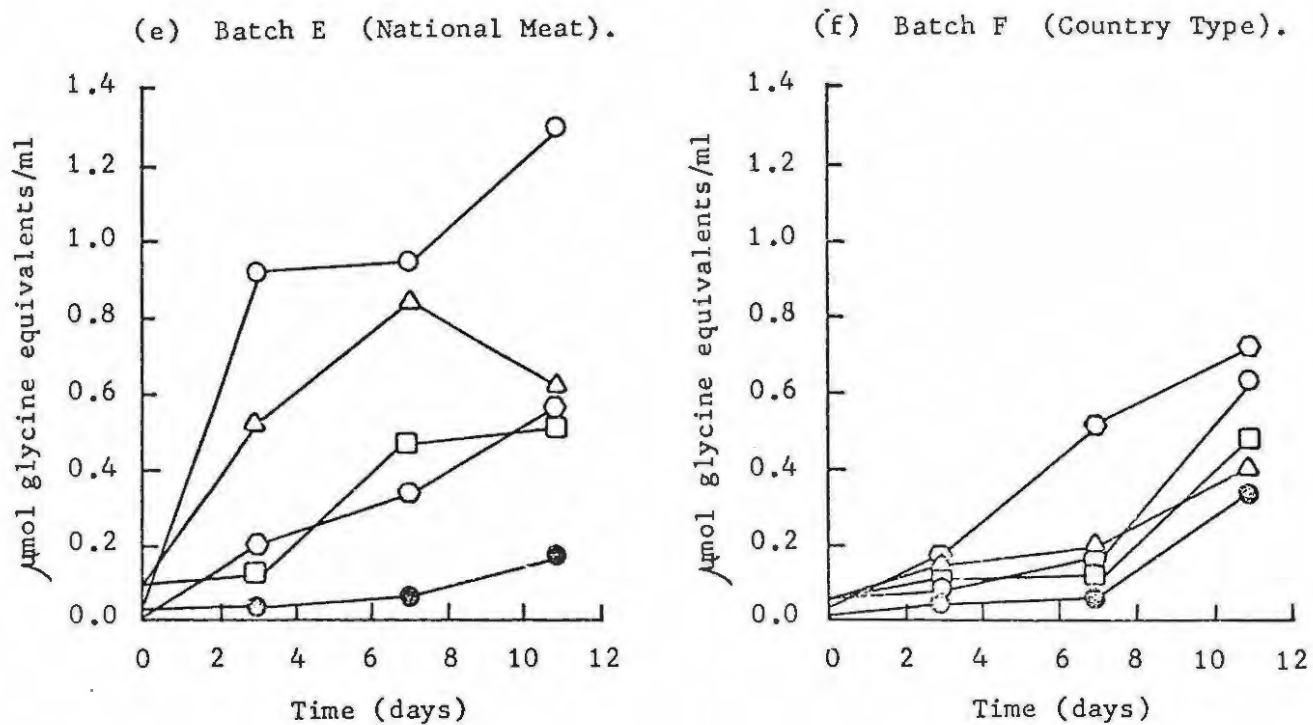 (e) Batch E (National Meat).
1.4
1.2
1.0
0.8
0.6
0.4
0.2
0.0
μmol glycine equivalents/ml
0 2 4 6 8 10 12
Time (days)
(f) Batch F (Country Type).
1.4
1.2
1.0
0.8
0.6
0.4
0.2
0.0
μmol glycine equivalents/ml
0 2 4 6 8 10 12
Time (days)